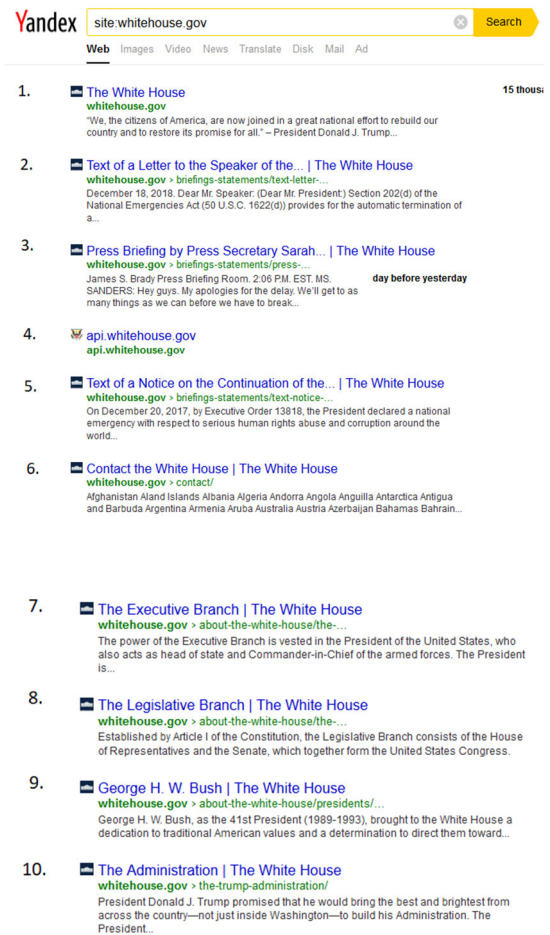 Yandex
site:whitehouse.gov
Search
Web Images Video News Translate Disk Mail Ad
15 thousa
1.
The White House
whitehouse.gov
“We, the citizens of America, are now joined in a great national effort to rebuild our
country and to restore its promise for all.” – President Donald J. Trump...
2.
Text of a Letter to the Speaker of the... | The White House
whitehouse.gov › briefings-statements/text-letter-...
December 18, 2018. Dear Mr. Speaker: (Dear Mr. President:) Section 202(d) of the
National Emergencies Act (50 U.S.C. 1622(d)) provides for the automatic termination of
a...
3.
Press Briefing by Press Secretary Sarah... | The White House
whitehouse.gov › briefings-statements/press-...
James S. Brady Press Briefing Room. 2:06 P.M. EST. MS.
SANDERS: Hey guys. My apologies for the delay. We'll get to as
many things as we can before we have to break...
day before yesterday
4.
api.whitehouse.gov
api.whitehouse.gov
5.
Text of a Notice on the Continuation of the... | The White House
whitehouse.gov › briefings-statements/text-notice-...
On December 20, 2017, by Executive Order 13818, the President declared a national
emergency with respect to serious human rights abuse and corruption around the
world...
6.
Contact the White House | The White House
whitehouse.gov › contact/
Afghanistan Aland Islands Albania Algeria Andorra Angola Anguilla Antarctica Antigua
and Barbuda Argentina Armenia Aruba Australia Austria Azerbaijan Bahamas Bahrain...
7.
The Executive Branch | The White House
whitehouse.gov › about-the-white-house/the-...
The power of the Executive Branch is vested in the President of the United States, who
also acts as head of state and Commander-in-Chief of the armed forces. The President
is...
8.
The Legislative Branch | The White House
whitehouse.gov › about-the-white-house/the-...
Established by Article I of the Constitution, the Legislative Branch consists of the House
of Representatives and the Senate, which together form the United States Congress.
9.
George H. W. Bush | The White House
whitehouse.gov › about-the-white-house/presidents/...
George H. W. Bush, as the 41st President (1989-1993), brought to the White House a
dedication to traditional American values and a determination to direct them toward...
10.
The Administration | The White House
whitehouse.gov › the-trump-administration/
President Donald J. Trump promised that he would bring the best and brightest from
across the country—not just inside Washington—to build his Administration. The
President...